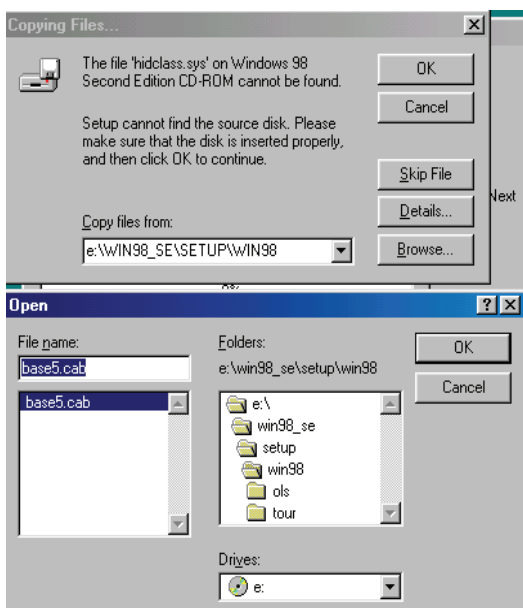 Copying Files...
The file 'hidclass.sys' on Windows 98
Second Edition CD-ROM cannot be found.
Setup cannot find the source disk. Please
make sure that the disk is inserted properly,
and then click OK to continue.
Copy files from:
e:\WIN98_SE\SETUP\WIN98
OK
Cancel
Skip File
Details...
Browse...
Next
0%
Open
File name:
base5.cab
base5.cab
Folders:
e:\win98_se\setup\win98
e:\
win98_se
setup
win98
ols
tour
Drives:
e:
OK
Cancel